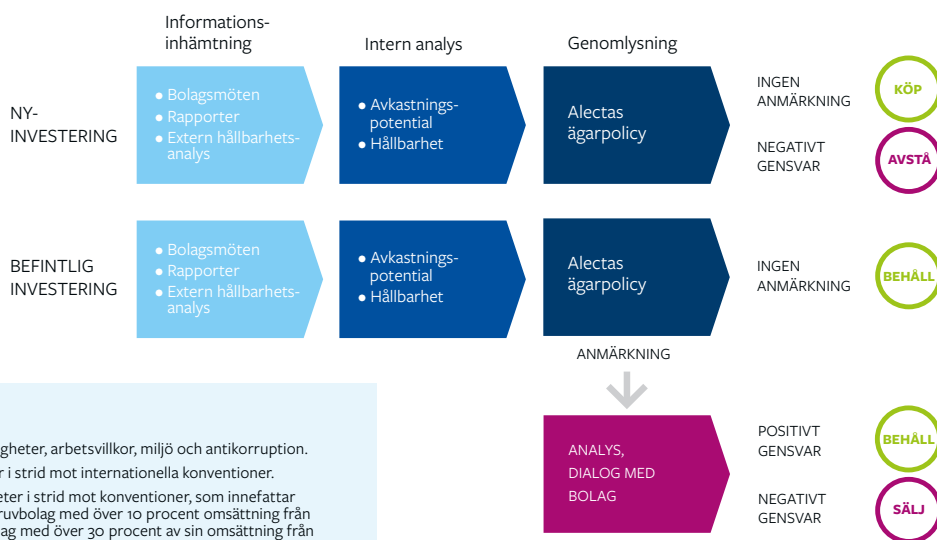 Informations-
inhämtning
Intern analys
Genomlysning
NY-
INVESTERING
• Bolagsmöten
• Rapporter
• Extern hållbarhets-
analys
• Avkastnings-
potential
• Hållbarhet
Alectas
ägarpolicy
INGEN
ANMÄRKNING
KÖP
NEGATIVT
GENSVAR
AVSTÅ
BEFINTLIG
INVESTERING
• Bolagsmöten
• Rapporter
• Extern hållbarhets-
analys
• Avkastnings-
potential
• Hållbarhet
Alectas
ägarpolicy
INGEN
ANMÄRKNING
BEHÅLL
ANMÄRKNING
ANALYS,
DIALOG MED
BOLAG
POSITIVT
GENSVAR
BEHÅLL
NEGATIVT
GENSVAR
SÄLJ
gheter, arbetsvillkor, miljö och antikorruption.
r i strid mot internationella konventioner.
eter i strid mot konventioner, som innefattar
ruvbolag med över 10 procent omsättning från
ag med över 30 procent av sin omsättning från